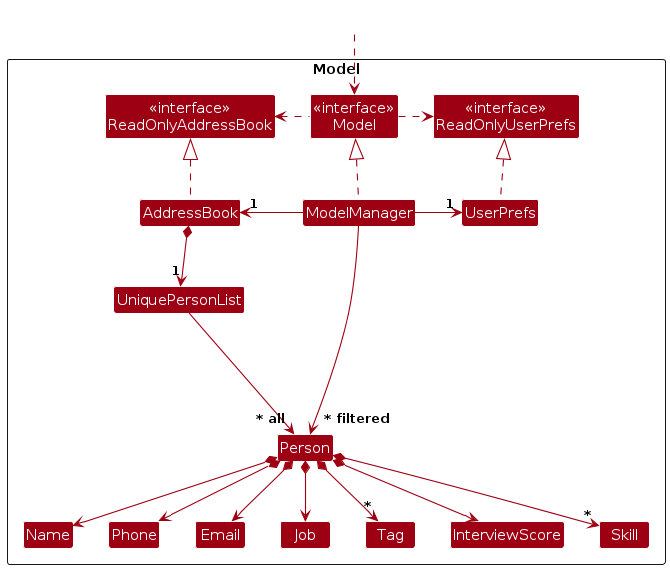 Model
«interface»
ReadOnlyAddressBook
«interface»
Model
«interface»
ReadOnlyUserPrefs
AddressBook
1
ModelManager
1
UserPrefs
1
UniquePersonList
* all
* filtered
Person
*
*
Name
Phone
Email
Job
Tag
InterviewScore
Skill